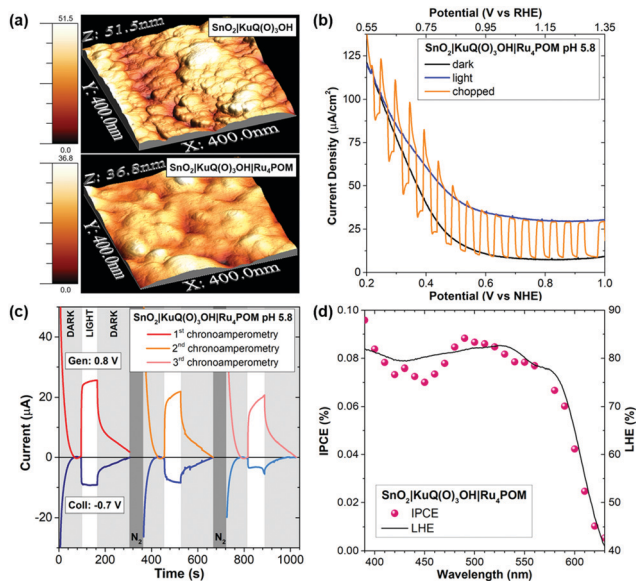 (a)
51.5
0
Z: 51.5nm
SnO2|KuQ(O)3OH
Y: 400.0nm
X: 400.0nm
36.8
0
Z: 36.8nm
SnO2|KuQ(O)3OH|Ru4POM
Y: 400.0nm
X: 400.0nm
(b)
Potential (V vs RHE)
0.55 0.60 0.75 0.90 1.05 1.20 1.35
SnO2|KuQ(O)3OH|Ru4POM pH 5.8
dark
light
chopped
Current Density (µA/cm2)
125
100
75
50
25
0
0.2 0.4 0.6 0.8 1.0
Potential (V vs NHE)
(c)
DARK
LIGHT
DARK
SnO2|KuQ(O)3OH|Ru4POM pH 5.8
1st chronoamperometry
2nd chronoamperometry
3rd chronoamperometry
Gen: 0.8 V
Coll: -0.7 V
N2
N2
Current (µA)
40
20
0
-20
0 200 400 600 800 1000
Time (s)
(d)
IPCE (%)
0.10
0.08
0.06
0.04
0.02
0.00
SnO2|KuQ(O)3OH|Ru4POM
IPCE
LHE
LHE (%)
90
85
80
75
70
400 450 500 550 600
Wavelength (nm)